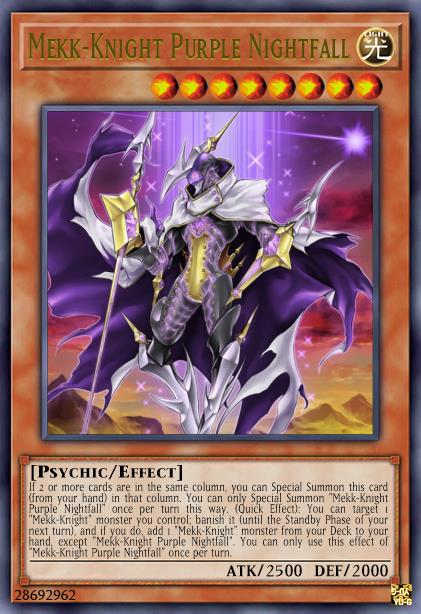 MEKK-KNIGHT PURPLE NIGHTFALL
LIGHT
光
[PSYCHIC/EFFECT]
If 2 or more cards are in the same column, you can Special Summon this card
(from your hand) in that column. You can only Special Summon "Mekk-Knight
Purple Nightfall" once per turn this way. (Quick Effect): You can target 1
"Mekk-Knight" monster you control; banish it (until the Standby Phase of your
next turn), and if you do, add 1 "Mekk-Knight" monster from your Deck to your
hand, except "Mekk-Knight Purple Nightfall". You can only use this effect of
"Mekk-Knight Purple Nightfall" once per turn.
ATK/2500 DEF/2000
28692962